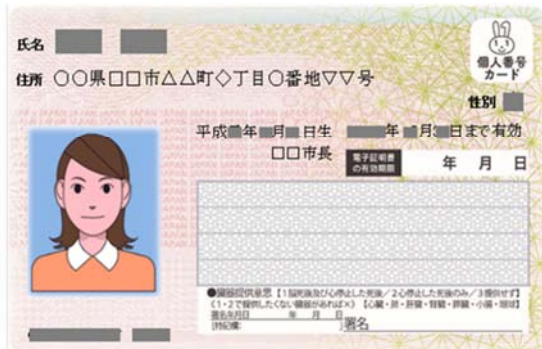 氏名
個人番号
カード
住所 〇〇県□□市△△町◇丁目〇番地▽▽号
性別
平成 年 月 日生 年 月 日まで有効
□□市長
電子証明書
の有効期限
年 月 日
●臓器提供意思【1脳死後及び心停止した死後/2心停止した死後のみ/3提供せず】
《1・2で提供したくない臓器があれば×》【心臓・肺・肝臓・腎臓・膵臓・小腸・眼球】
署名年月日 年 月 日
[特記欄: ]署名